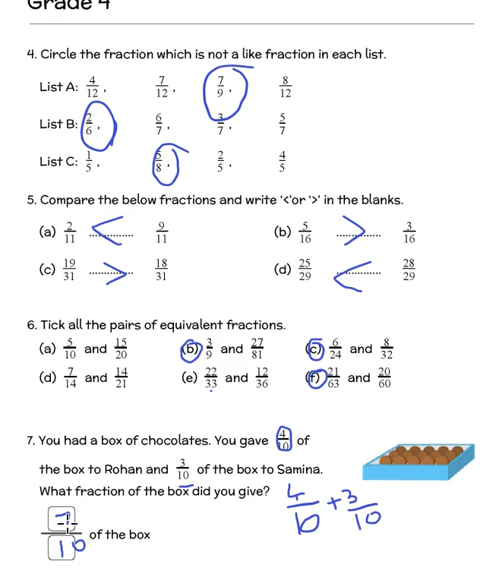 Grade 4
4. Circle the fraction which is not a like fraction in each list.
List A: 4/12 , 7/12 , 7/9 , 8/12
List B: 2/6 , 6/7 , 3/7 , 5/7
List C: 1/5 , 5/8 , 2/5 , 4/5
5. Compare the below fractions and write '<'or '>' in the blanks.
(a) 2/11 ....<........ 9/11 (b) 5/16 ....>........ 3/16
(c) 19/31 ....>........ 18/31 (d) 25/29 ....<........ 28/29
6. Tick all the pairs of equivalent fractions.
(a) 5/10 and 15/20 (b) 3/9 and 27/81 (c) 6/24 and 8/32
(d) 7/14 and 14/21 (e) 22/33 and 12/36 (f) 21/63 and 20/60
7. You had a box of chocolates. You gave 4/10 of
the box to Rohan and 3/10 of the box to Samina.
What fraction of the box did you give? 4/10 + 3/10
7/10 of the box